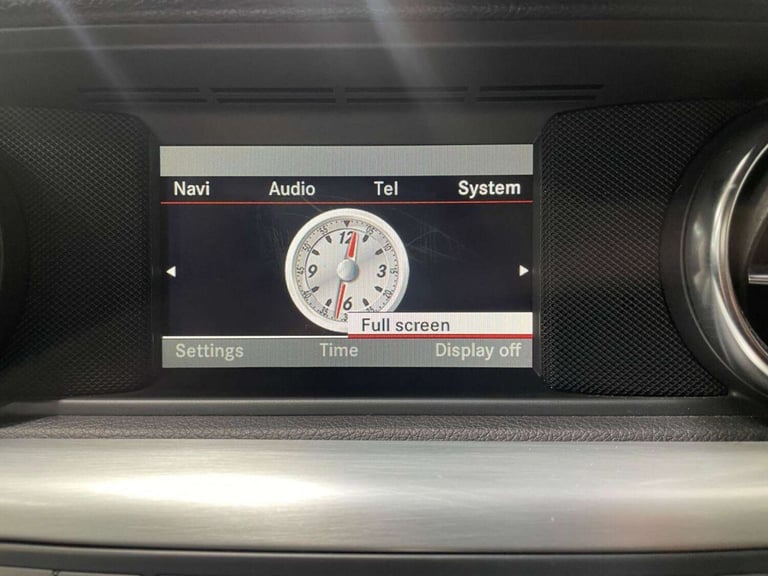 Navi Audio Tel System
12
9 3
6
Full screen
Settings Time Display off